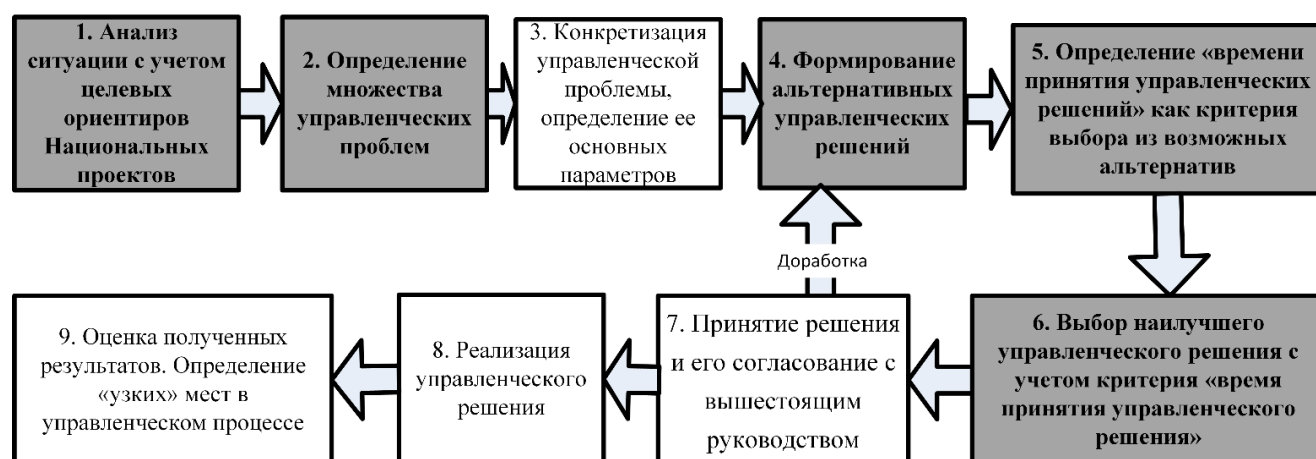 1. Анализ
ситуации с учетом
целевых
ориентиров
Национальных
проектов
2. Определение
множества
управленческих
проблем
3. Конкретизация
управленческой
проблемы,
определение ее
основных
параметров
4. Формирование
альтернативных
управленческих
решений
5. Определение «времени
принятия управленческих
решений» как критерия
выбора из возможных
альтернатив
6. Выбор наилучшего
управленческого решения с
учетом критерия «время
принятия управленческого
решения»
7. Принятие решения
и его согласование с
вышестоящим
руководством
Доработка
8. Реализация
управленческого
решения
9. Оценка полученных
результатов. Определение
«узких» мест в
управленческом процессе